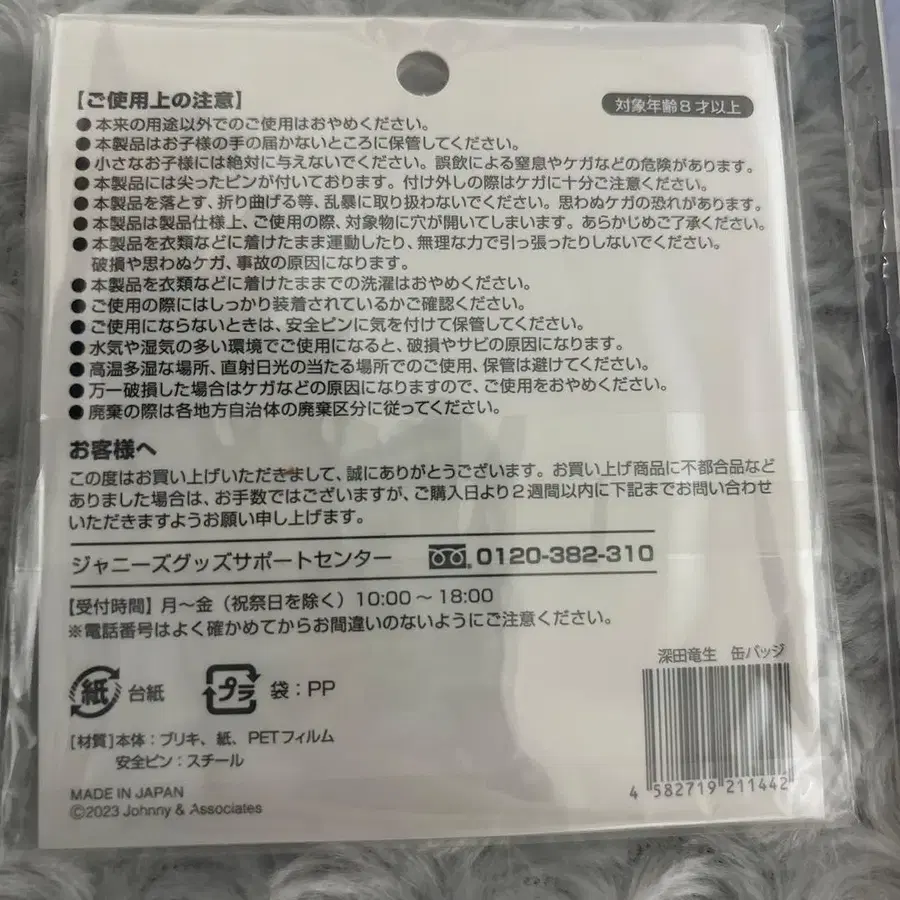 【ご使用上の注意】
対象年齢8才以上
●本来の用途以外でのご使用はおやめください。
●本製品はお子様の手の届かないところに保管してください。
●小さなお子様には絶対に与えないでください。誤飲による窒息やケガなどの危険があります。
●本製品には尖ったピンが付いております。付け外しの際はケガに十分ご注意ください。
●本製品を落とす、折り曲げる等、乱暴に取り扱わないでください。思わぬケガの恐れがあります。
●本製品は製品仕様上、ご使用の際、対象物に穴が開いてしまいます。あらかじめご了承ください。
●本製品を衣類などに着けたまま運動したり、無理な力で引っ張ったりしないでください。
破損や思わぬケガ、事故の原因になります。
●本製品を衣類などに着けたままでの洗濯はおやめください。
●ご使用の際にはしっかり装着されているかご確認ください。
●ご使用にならないときは、安全ピンに気を付けて保管してください。
●水気や湿気の多い環境でご使用になると、破損やサビの原因になります。
●高温多湿な場所、直射日光の当たる場所でのご使用、保管は避けてください。
●万一破損した場合はケガなどの原因になりますので、ご使用をおやめください。
●廃棄の際は各地方自治体の廃棄区分に従ってください。
お客様へ
この度はお買い上げいただきまして、誠にありがとうございます。お買い上げ商品に不都合品など
ありました場合は、お手数ではございますが、ご購入日より2週間以内に下記までお問い合わせ
いただきますようお願い申し上げます。
ジャニーズグッズサポートセンター 0120-382-310
【受付時間】月～金（祝祭日を除く）10:00～18:00
※電話番号はよく確かめてからお間違いのないようにご注意ください。
深田竜生 缶バッジ
紙 台紙 プラ 袋：PP
[材質]本体：ブリキ、紙、PETフィルム
安全ピン：スチール
4 582719 211442
MADE IN JAPAN
©2023 Johnny & Associates